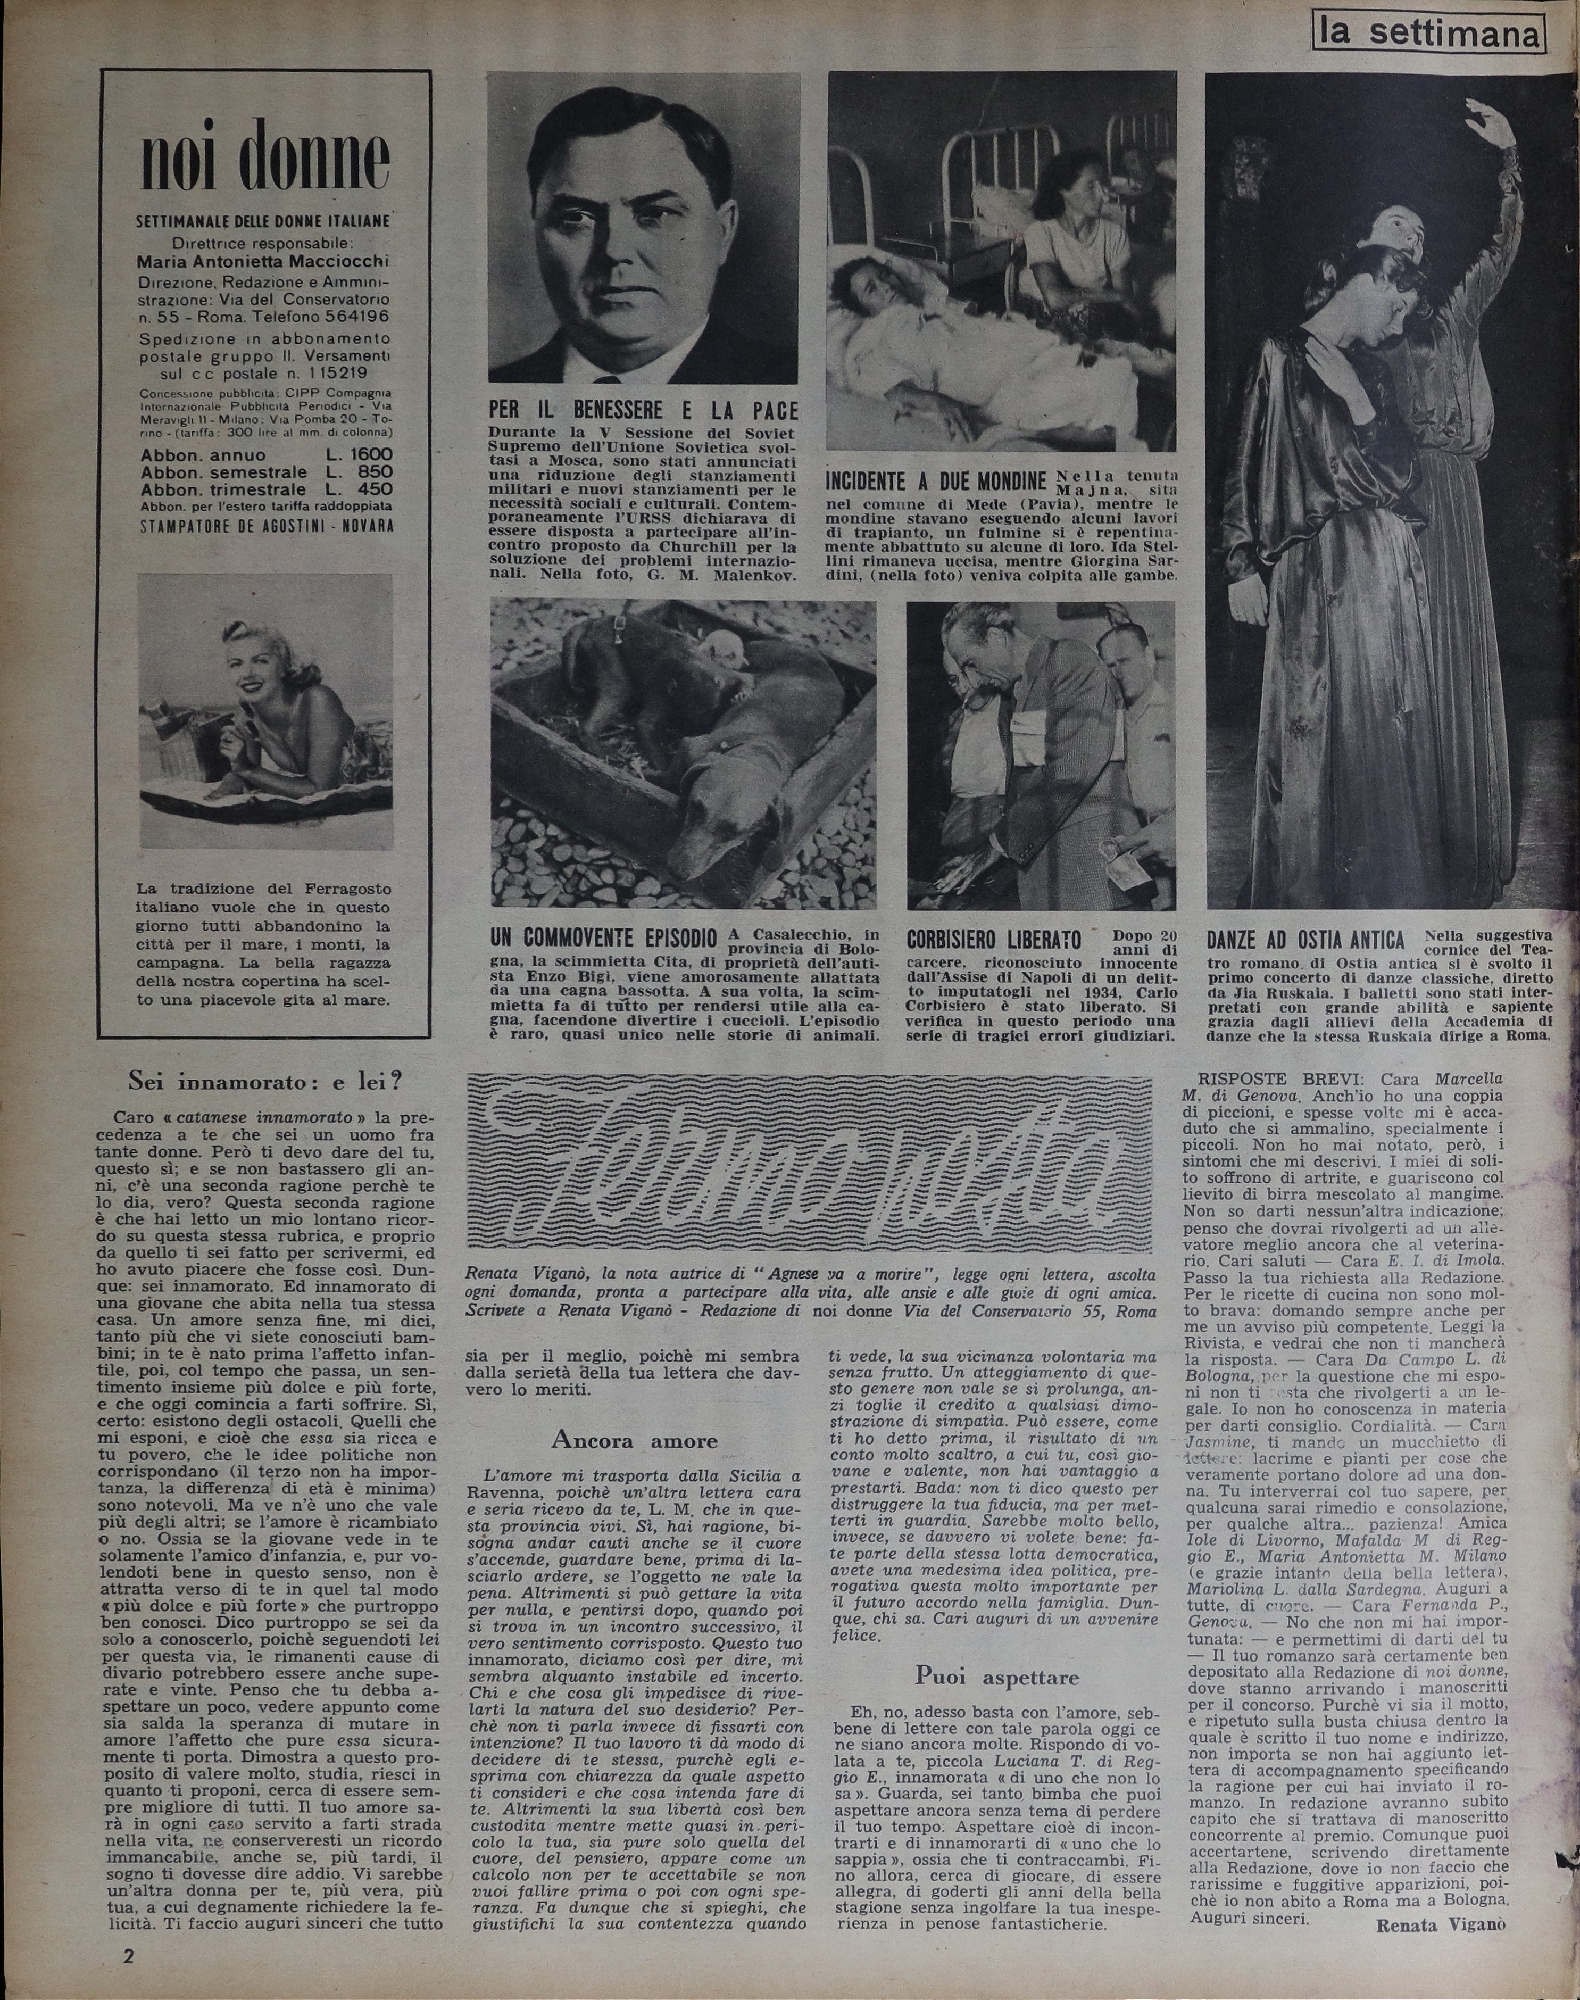 la settimana
noi donne
SETTIMANALE DELLE DONNE ITALIANE
Direttrice responsabile:
Maria Antonietta Macciocchi
Direzione, Redazione e Ammini-
strazione: Via del Conservatorio
n. 55 - Roma. Telefono 564196
Spedizione in abbonamento
postale gruppo II. Versamenti
sul c c postale n. 115219
Concessione pubblicita: CIPP Compagnia
Internazionale Pubblicità Periodici - Via
Meravigli 11 - Milano: Via Pomba 20 - To-
rino - (tariffa: 300 lire al mm. di colonna)
Abbon. annuo L. 1600
Abbon. semestrale L. 850
Abbon. trimestrale L. 450
Abbon. per l'estero tariffa raddoppiata
STAMPATORE DE AGOSTINI - NOVARA
La tradizione del Ferragosto
italiano vuole che in questo
giorno tutti abbandonino la
città per il mare, i monti, la
campagna. La bella ragazza
della nostra copertina ha scel-
to una piacevole gita al mare.
PER IL BENESSERE E LA PACE
Durante la V Sessione del Soviet
Supremo dell'Unione Sovietica svol-
tasi a Mosca, sono stati annunciati
una riduzione degli stanziamenti
militari e nuovi stanziamenti per le
necessità sociali e culturali. Contem-
poraneamente l'URSS dichiarava di
essere disposta a partecipare all'in-
contro proposto da Churchill per la
soluzione dei problemi internazio-
nali. Nella foto, G. M. Malenkov.
INCIDENTE A DUE MONDINE Nella tenuta
Majna, sita
nel comune di Mede (Pavia), mentre le
mondine stavano eseguendo alcuni lavori
di trapianto, un fulmine si è repentina-
mente abbattuto su alcune di loro. Ida Stel-
lini rimaneva uccisa, mentre Giorgina Sar-
dini, (nella foto) veniva colpita alle gambe.
UN COMMOVENTE EPISODIO A Casalecchio, in
provincia di Bolo-
gna, la scimmietta Cita, di proprietà dell'auti-
sta Enzo Bigi, viene amorosamente allattata
da una cagna bassotta. A sua volta, la scim-
mietta fa di tutto per rendersi utile alla ca-
gna, facendone divertire i cuccioli. L'episodio
è raro, quasi unico nelle storie di animali.
CORBISIERO LIBERATO Dopo 20
anni di
carcere, riconosciuto innocente
dall'Assise di Napoli di un delit-
to imputatogli nel 1934, Carlo
Corbisiero è stato liberato. Si
verifica in questo periodo una
serie di tragici errori giudiziari.
DANZE AD OSTIA ANTICA Nella suggestiva
cornice del Tea-
tro romano di Ostia antica si è svolto il
primo concerto di danze classiche, diretto
da Jia Ruskaia. I balletti sono stati inter-
pretati con grande abilità e sapiente
grazia dagli allievi della Accademia di
danze che la stessa Ruskaia dirige a Roma.
Sei innamorato: e lei?
Caro « catanese innamorato » la pre-
cedenza a te che sei un uomo fra
tante donne. Però ti devo dare del tu,
questo sì; e se non bastassero gli an-
ni, c'è una seconda ragione perchè te
lo dia, vero? Questa seconda ragione
è che hai letto un mio lontano ricor-
do su questa stessa rubrica, e proprio
da quello ti sei fatto per scrivermi, ed
ho avuto piacere che fosse così. Dun-
que: sei innamorato. Ed innamorato di
una giovane che abita nella tua stessa
casa. Un amore senza fine, mi dici,
tanto più che vi siete conosciuti bam-
bini; in te è nato prima l'affetto infan-
tile, poi, col tempo che passa, un sen-
timento insieme più dolce e più forte,
e che oggi comincia a farti soffrire. Sì,
certo: esistono degli ostacoli. Quelli che
mi esponi, e cioè che essa sia ricca e
tu povero, che le idee politiche non
corrispondano (il terzo non ha impor-
tanza, la differenza di età è minima)
sono notevoli. Ma ve n'è uno che vale
più degli altri; se l'amore è ricambiato
o no. Ossia se la giovane vede in te
solamente l'amico d'infanzia, e, pur vo-
lendoti bene in questo senso, non è
attratta verso di te in quel tal modo
« più dolce e più forte » che purtroppo
ben conosci. Dico purtroppo se sei da
solo a conoscerlo, poichè seguendoti lei
per questa via, le rimanenti cause di
divario potrebbero essere anche supe-
rate e vinte. Penso che tu debba a-
spettare un poco, vedere appunto come
sia salda la speranza di mutare in
amore l'affetto che pure essa sicura-
mente ti porta. Dimostra a questo pro-
posito di valere molto, studia, riesci in
quanto ti proponi, cerca di essere sem-
pre migliore di tutti. Il tuo amore sa-
rà in ogni caso servito a farti strada
nella vita, ne conserveresti un ricordo
immancabile, anche se, più tardi, il
sogno ti dovesse dire addio. Vi sarebbe
un'altra donna per te, più vera, più
tua, a cui degnamente richiedere la fe-
licità. Ti faccio auguri sinceri che tutto
Fermo posta
Renata Viganò, la nota autrice di "Agnese va a morire", legge ogni lettera, ascolta
ogni domanda, pronta a partecipare alla vita, alle ansie e alle gioie di ogni amica.
Scrivete a Renata Viganò - Redazione di noi donne Via del Conservatorio 55, Roma
sia per il meglio, poichè mi sembra
dalla serietà della tua lettera che dav-
vero lo meriti.
Ancora amore
L'amore mi trasporta dalla Sicilia a
Ravenna, poichè un'altra lettera cara
e seria ricevo da te, L. M. che in que-
sta provincia vivi. Sì, hai ragione, bi-
sogna andar cauti anche se il cuore
s'accende, guardare bene, prima di la-
sciarlo ardere, se l'oggetto ne vale la
pena. Altrimenti si può gettare la vita
per nulla, e pentirsi dopo, quando poi
si trova in un incontro successivo, il
vero sentimento corrisposto. Questo tuo
innamorato, diciamo così per dire, mi
sembra alquanto instabile ed incerto.
Chi e che cosa gli impedisce di rive-
larti la natura del suo desiderio? Per-
chè non ti parla invece di fissarti con
intenzione? Il tuo lavoro ti dà modo di
decidere di te stessa, purchè egli e-
sprima con chiarezza da quale aspetto
ti consideri e che cosa intenda fare di
te. Altrimenti la sua libertà così ben
custodita mentre mette quasi in peri-
colo la tua, sia pure solo quella del
cuore, del pensiero, appare come un
calcolo non per te accettabile se non
vuoi fallire prima o poi con ogni spe-
ranza. Fa dunque che si spieghi, che
giustifichi la sua contentezza quando
ti vede, la sua vicinanza volontaria ma
senza frutto. Un atteggiamento di que-
sto genere non vale se si prolunga, an-
zi toglie il credito a qualsiasi dimo-
strazione di simpatia. Può essere, come
ti ho detto prima, il risultato di un
conto molto scaltro, a cui tu, così gio-
vane e valente, non hai vantaggio a
prestarti. Bada: non ti dico questo per
distruggere la tua fiducia, ma per met-
terti in guardia. Sarebbe molto bello,
invece, se davvero vi volete bene: fa-
te parte della stessa lotta democratica,
avete una medesima idea politica, pre-
rogativa questa molto importante per
il futuro accordo nella famiglia. Dun-
que, chi sa. Cari auguri di un avvenire
felice.
Puoi aspettare
Eh, no, adesso basta con l'amore, seb-
bene di lettere con tale parola oggi ce
ne siano ancora molte. Rispondo di vo-
lata a te, piccola Luciana T. di Reg-
gio E., innamorata « di uno che non lo
sa ». Guarda, sei tanto bimba che puoi
aspettare ancora senza tema di perdere
il tuo tempo. Aspettare cioè di incon-
trarti e di innamorarti di « uno che lo
sappia », ossia che ti contraccambi. Fi-
no allora, cerca di giocare, di essere
allegra, di goderti gli anni della bella
stagione senza ingolfare la tua inespe-
rienza in penose fantasticherie.
RISPOSTE BREVI: Cara Marcella
M. di Genova. Anch'io ho una coppia
di piccioni, e spesse volte mi è acca-
duto che si ammalino, specialmente i
piccoli. Non ho mai notato, però, i
sintomi che mi descrivi. I miei di soli-
to soffrono di artrite, e guariscono col
lievito di birra mescolato al mangime.
Non so darti nessun'altra indicazione;
penso che dovrai rivolgerti ad un alle-
vatore meglio ancora che al veterina-
rio. Cari saluti — Cara E. I. di Imola.
Passo la tua richiesta alla Redazione.
Per le ricette di cucina non sono mol-
to brava: domando sempre anche per
me un avviso più competente. Leggi la
Rivista, e vedrai che non ti mancherà
la risposta. — Cara Da Campo L. di
Bologna, per la questione che mi espo-
ni non ti resta che rivolgerti a un le-
gale. Io non ho conoscenza in materia
per darti consiglio. Cordialità. — Cara
Jasmine, ti mando un mucchietto di
lettere: lacrime e pianti per cose che
veramente portano dolore ad una don-
na. Tu interverrai col tuo sapere, per
qualcuna sarai rimedio e consolazione,
per qualche altra... pazienza! Amica
Iole di Livorno, Mafalda M di Reg-
gio E., Maria Antonietta M. Milano
(e grazie intanto della bella lettera),
Mariolina L. dalla Sardegna. Auguri a
tutte, di cuore. — Cara Fernanda P.,
Genova. — No che non mi hai impor-
tunata: — e permettimi di darti del tu
— Il tuo romanzo sarà certamente ben
depositato alla Redazione di noi donne,
dove stanno arrivando i manoscritti
per il concorso. Purchè vi sia il motto,
e ripetuto sulla busta chiusa dentro la
quale è scritto il tuo nome e indirizzo,
non importa se non hai aggiunto let-
tera di accompagnamento specificando
la ragione per cui hai inviato il ro-
manzo. In redazione avranno subito
capito che si trattava di manoscritto
concorrente al premio. Comunque puoi
accertartene, scrivendo direttamente
alla Redazione, dove io non faccio che
rarissime e fuggitive apparizioni, poi-
chè io non abito a Roma ma a Bologna.
Auguri sinceri.
Renata Viganò
2